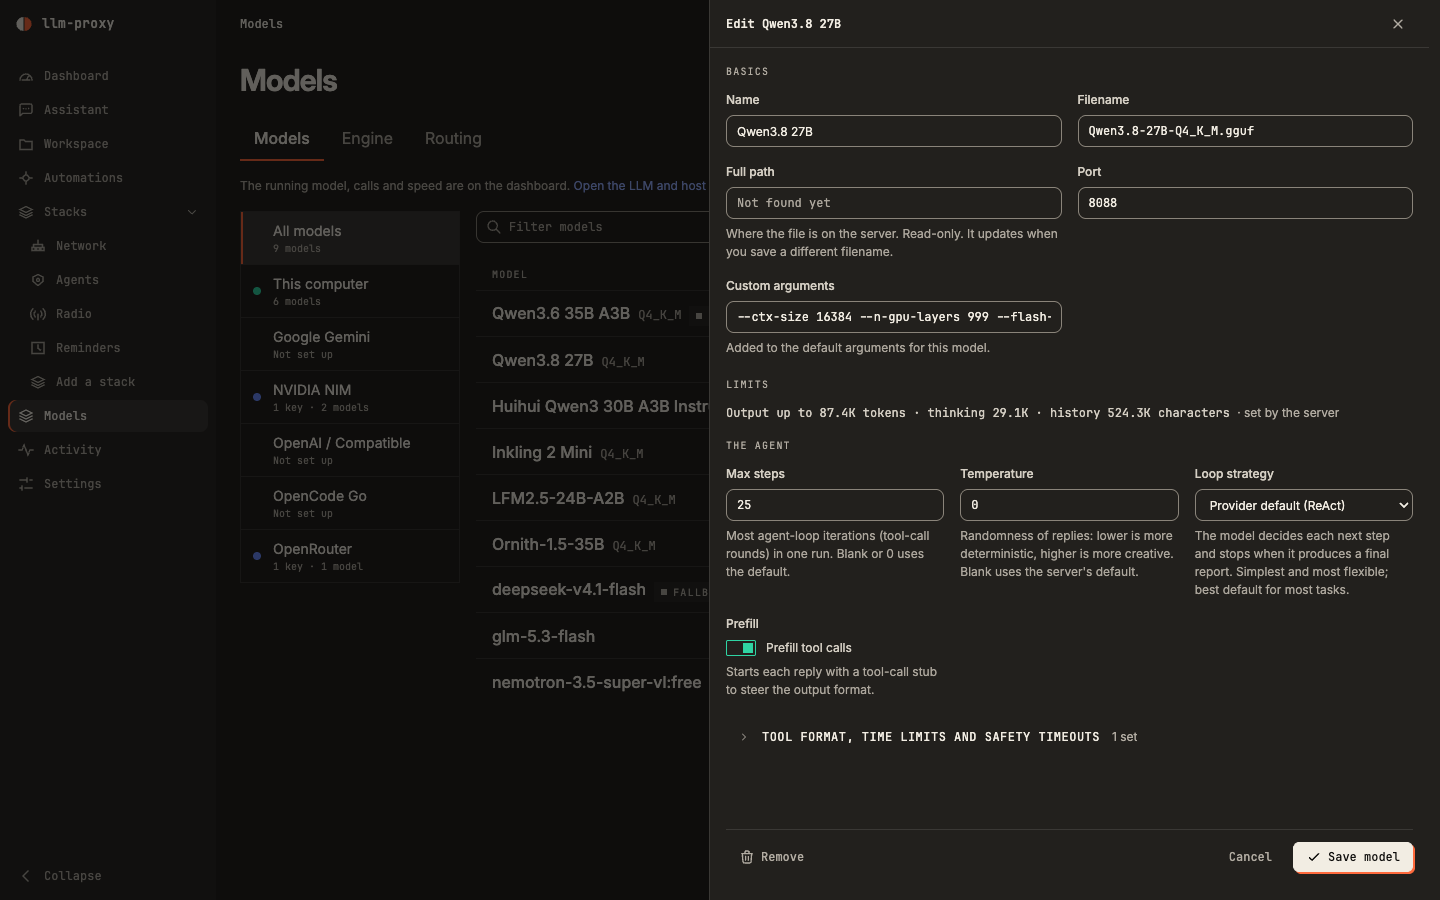 llm-proxy
Dashboard
Assistant
Workspace
Automations
Stacks
Network
Agents
Radio
Reminders
Add a stack
Models
Activity
Settings
Collapse
Models
Models
Models Engine Routing
The running model, calls and speed are on the dashboard. Open the LLM and host
All models
9 models
This computer
6 models
Google Gemini
Not set up
NVIDIA NIM
1 key · 2 models
OpenAI / Compatible
Not set up
OpenCode Go
Not set up
OpenRouter
1 key · 1 model
Filter models
MODEL
Qwen3.6 35B A3B Q4_K_M
Qwen3.8 27B Q4_K_M
Huihui Qwen3 30B A3B Instr
Inkling 2 Mini Q4_K_M
LFM2.5-24B-A2B Q4_K_M
Ornith-1.5-35B Q4_K_M
deepseek-v4.1-flash FALLB
glm-5.3-flash
nemotron-3.5-super-vl:free
Edit Qwen3.8 27B
BASICS
Name
Qwen3.8 27B
Filename
Qwen3.8-27B-Q4_K_M.gguf
Full path
Not found yet
Where the file is on the server. Read-only. It updates when
you save a different filename.
Port
8088
Custom arguments
--ctx-size 16384 --n-gpu-layers 999 --flash-
Added to the default arguments for this model.
LIMITS
Output up to 87.4K tokens · thinking 29.1K · history 524.3K characters · set by the server
THE AGENT
Max steps
25
Most agent-loop iterations (tool-call
rounds) in one run. Blank or 0 uses
the default.
Temperature
0
Randomness of replies: lower is more
deterministic, higher is more creative.
Blank uses the server's default.
Loop strategy
Provider default (ReAct)
The model decides each next step
and stops when it produces a final
report. Simplest and most flexible;
best default for most tasks.
Prefill
Prefill tool calls
Starts each reply with a tool-call stub
to steer the output format.
TOOL FORMAT, TIME LIMITS AND SAFETY TIMEOUTS 1 set
Remove
Cancel
Save model